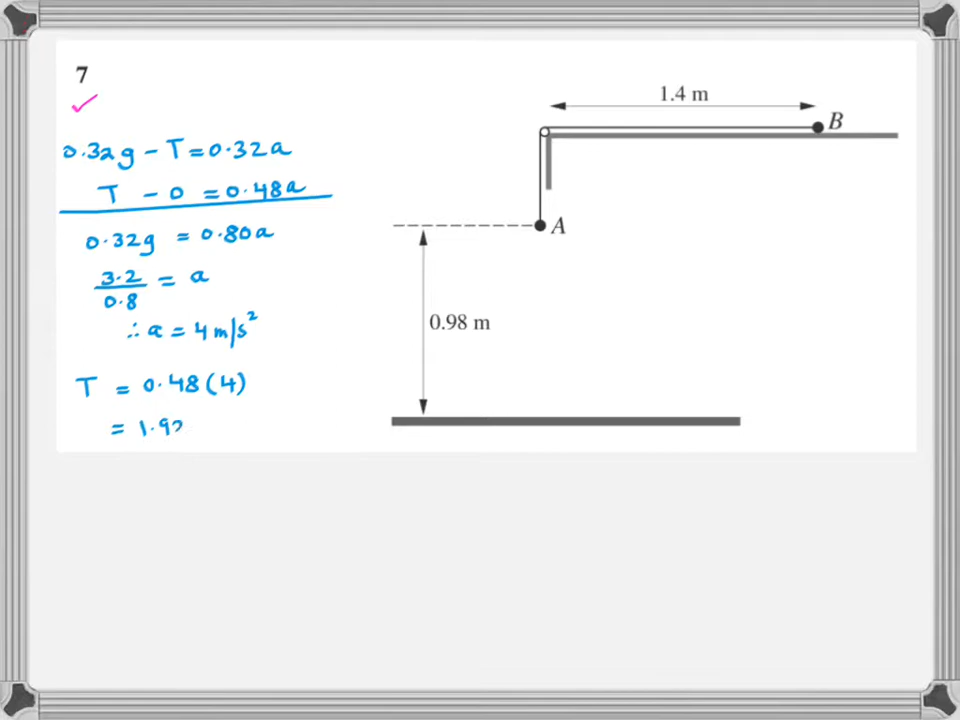 7
0.32g - T = 0.32a
T - 0 = 0.48a
0.32g = 0.80a
3.2/0.8 = a
∴ a = 4 m/s²
T = 0.48(4)
= 1.92
1.4 m
B
A
0.98 m